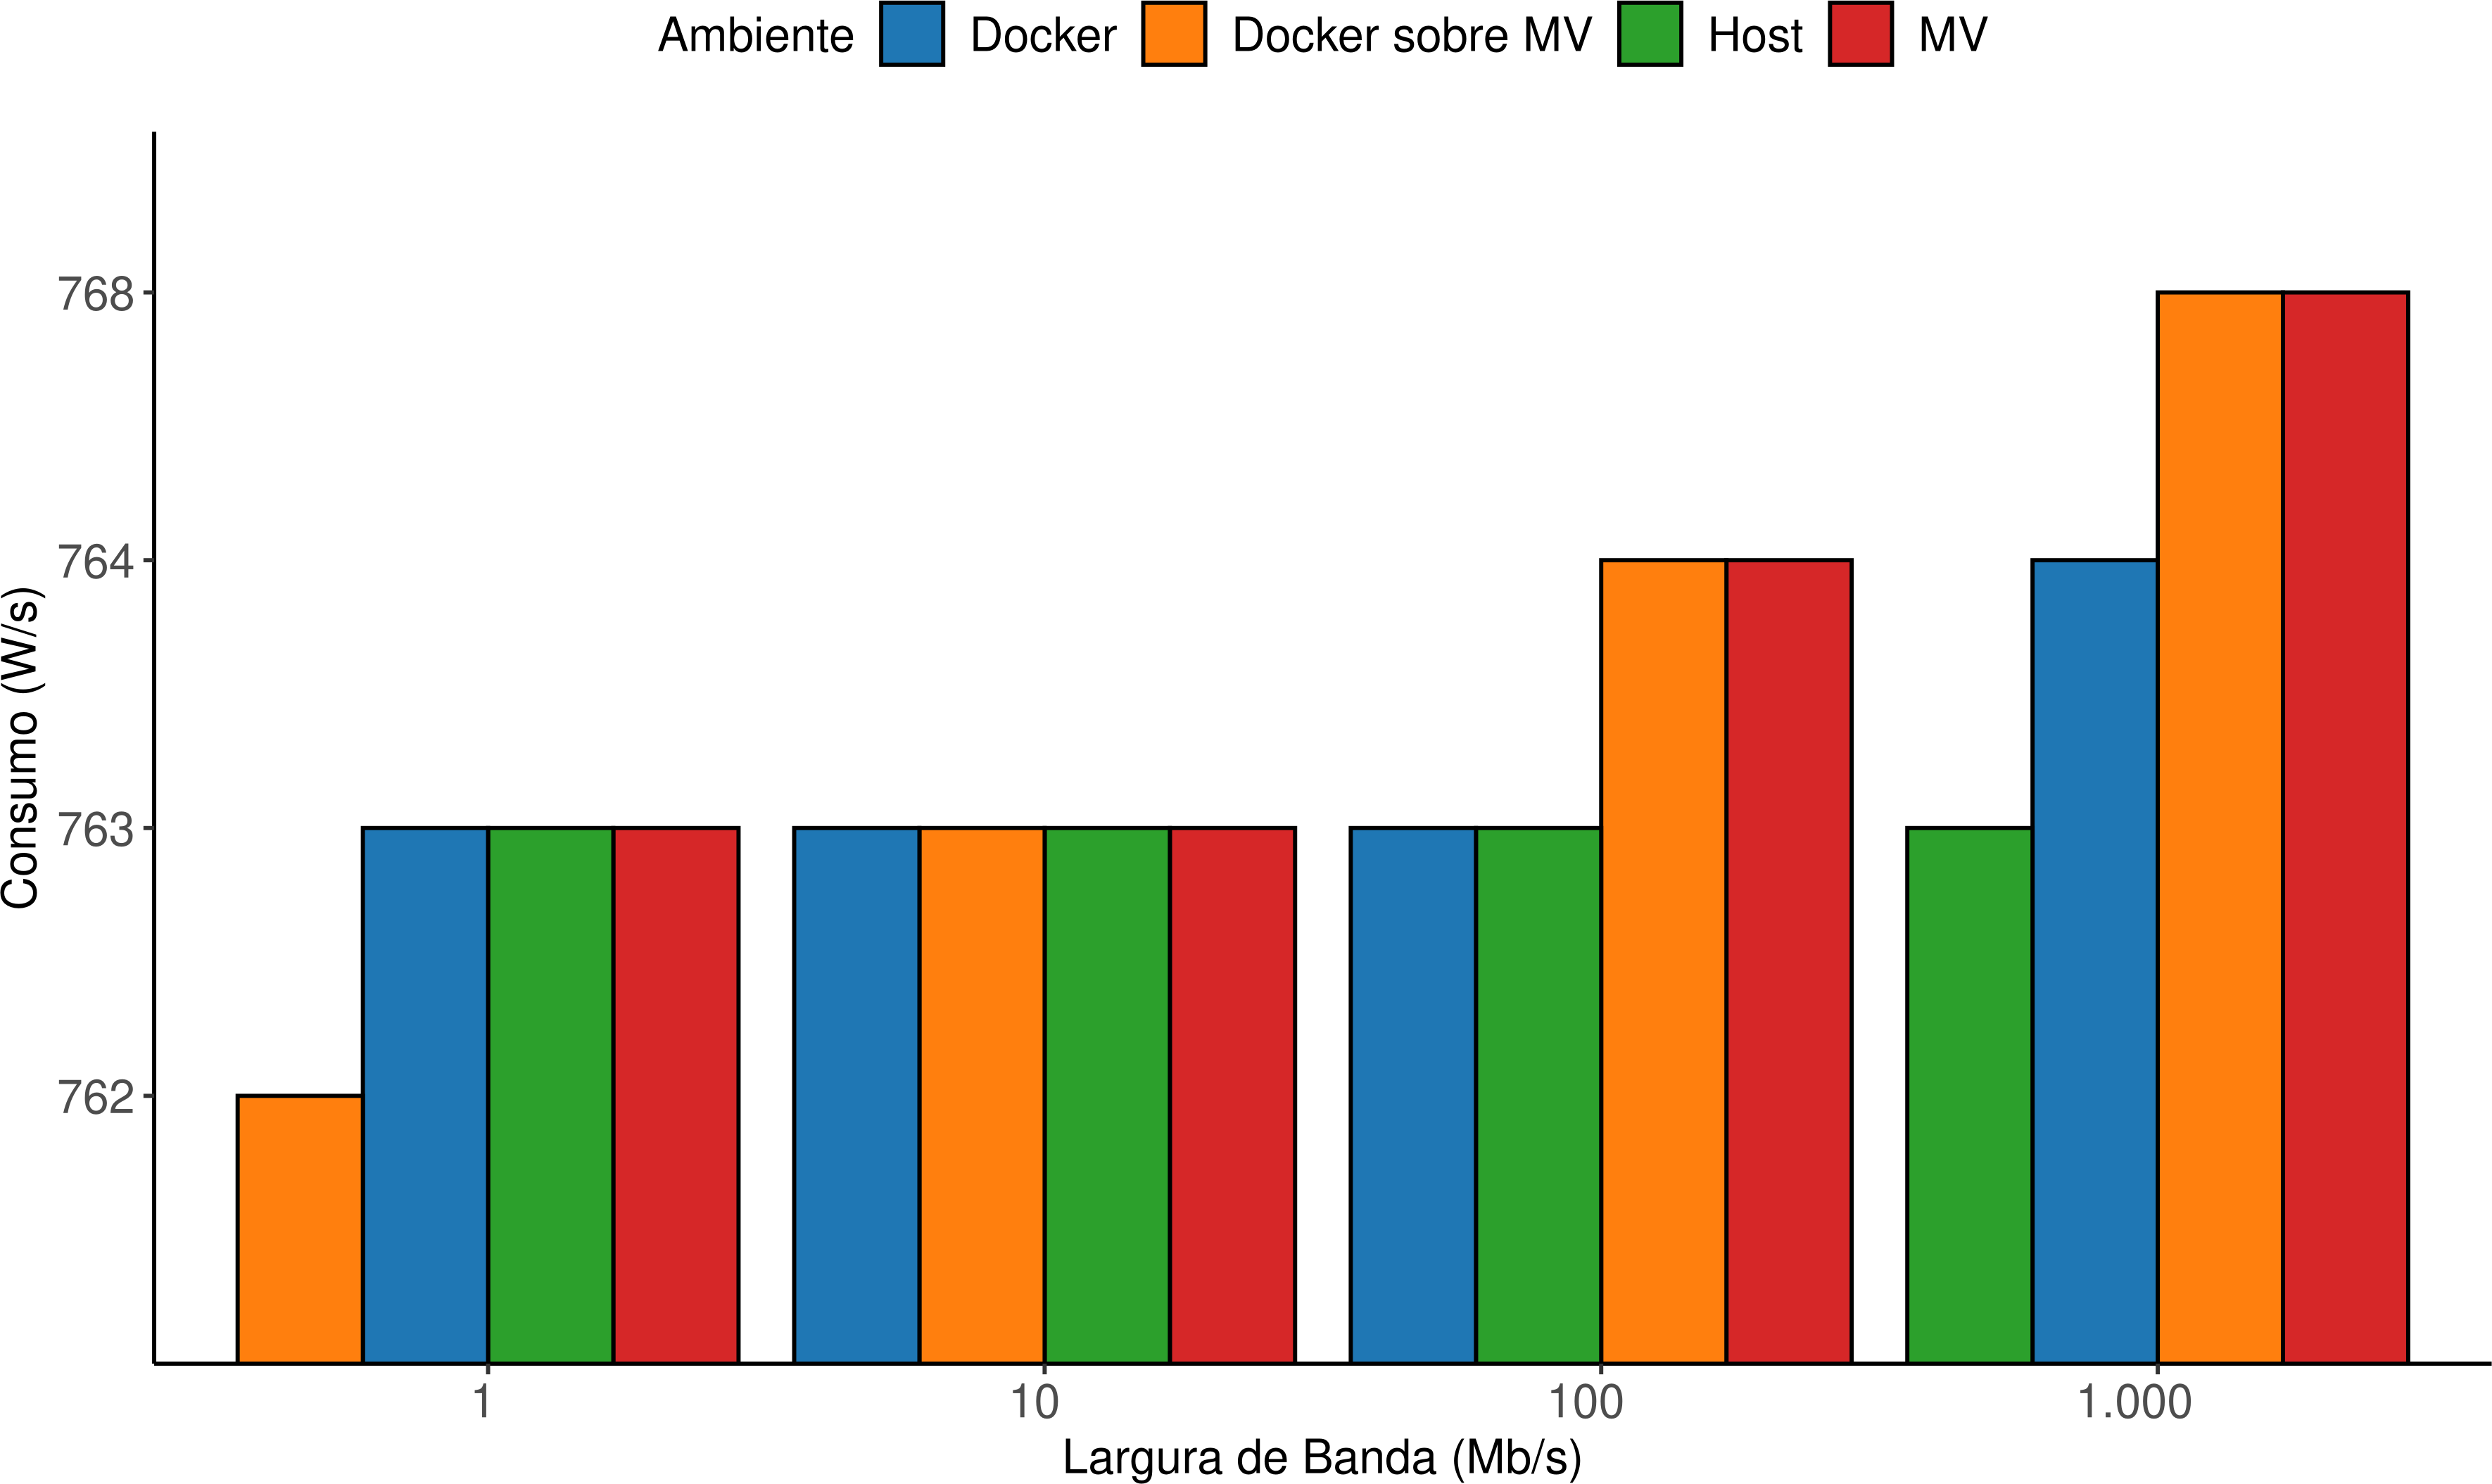 Ambiente Docker Docker sobre MV Host MV
Consumo (W/s)
768
764
763
762
1 10 100 1.000
Largura de Banda (Mb/s)